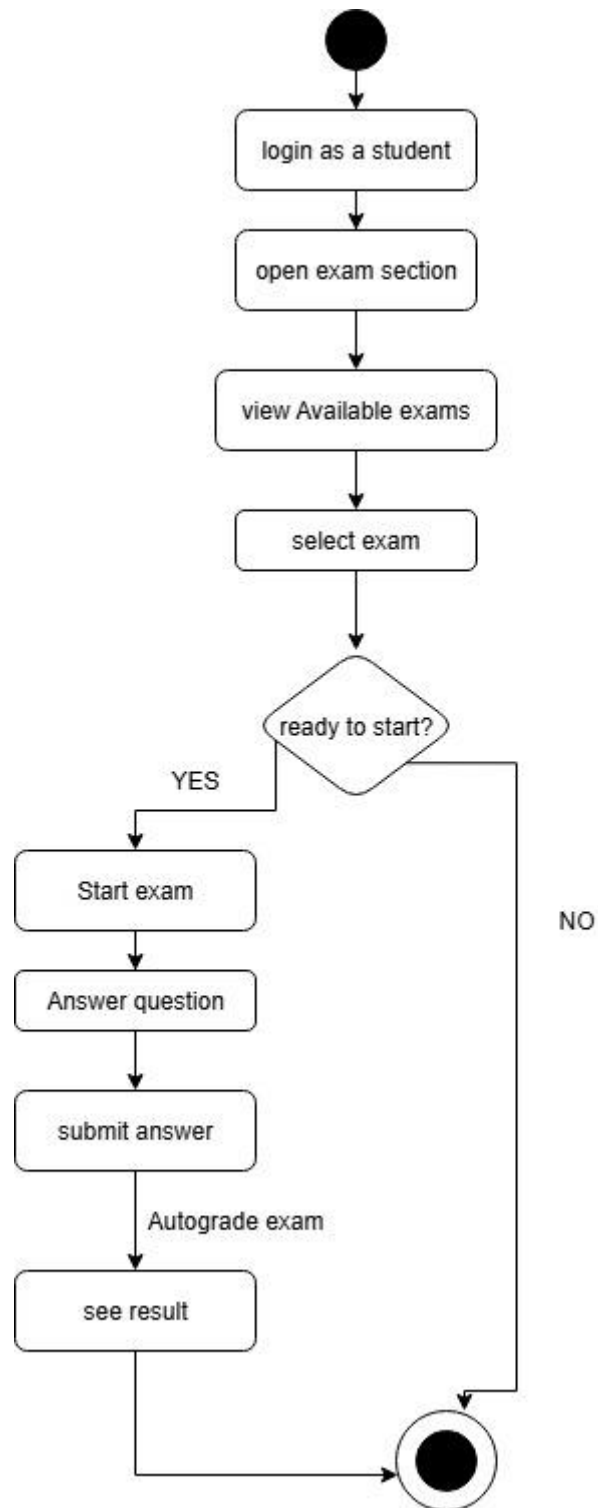 login as a student
open exam section
view Available exams
select exam
ready to start?
YES
Start exam
NO
Answer question
submit answer
Autograde exam
see result